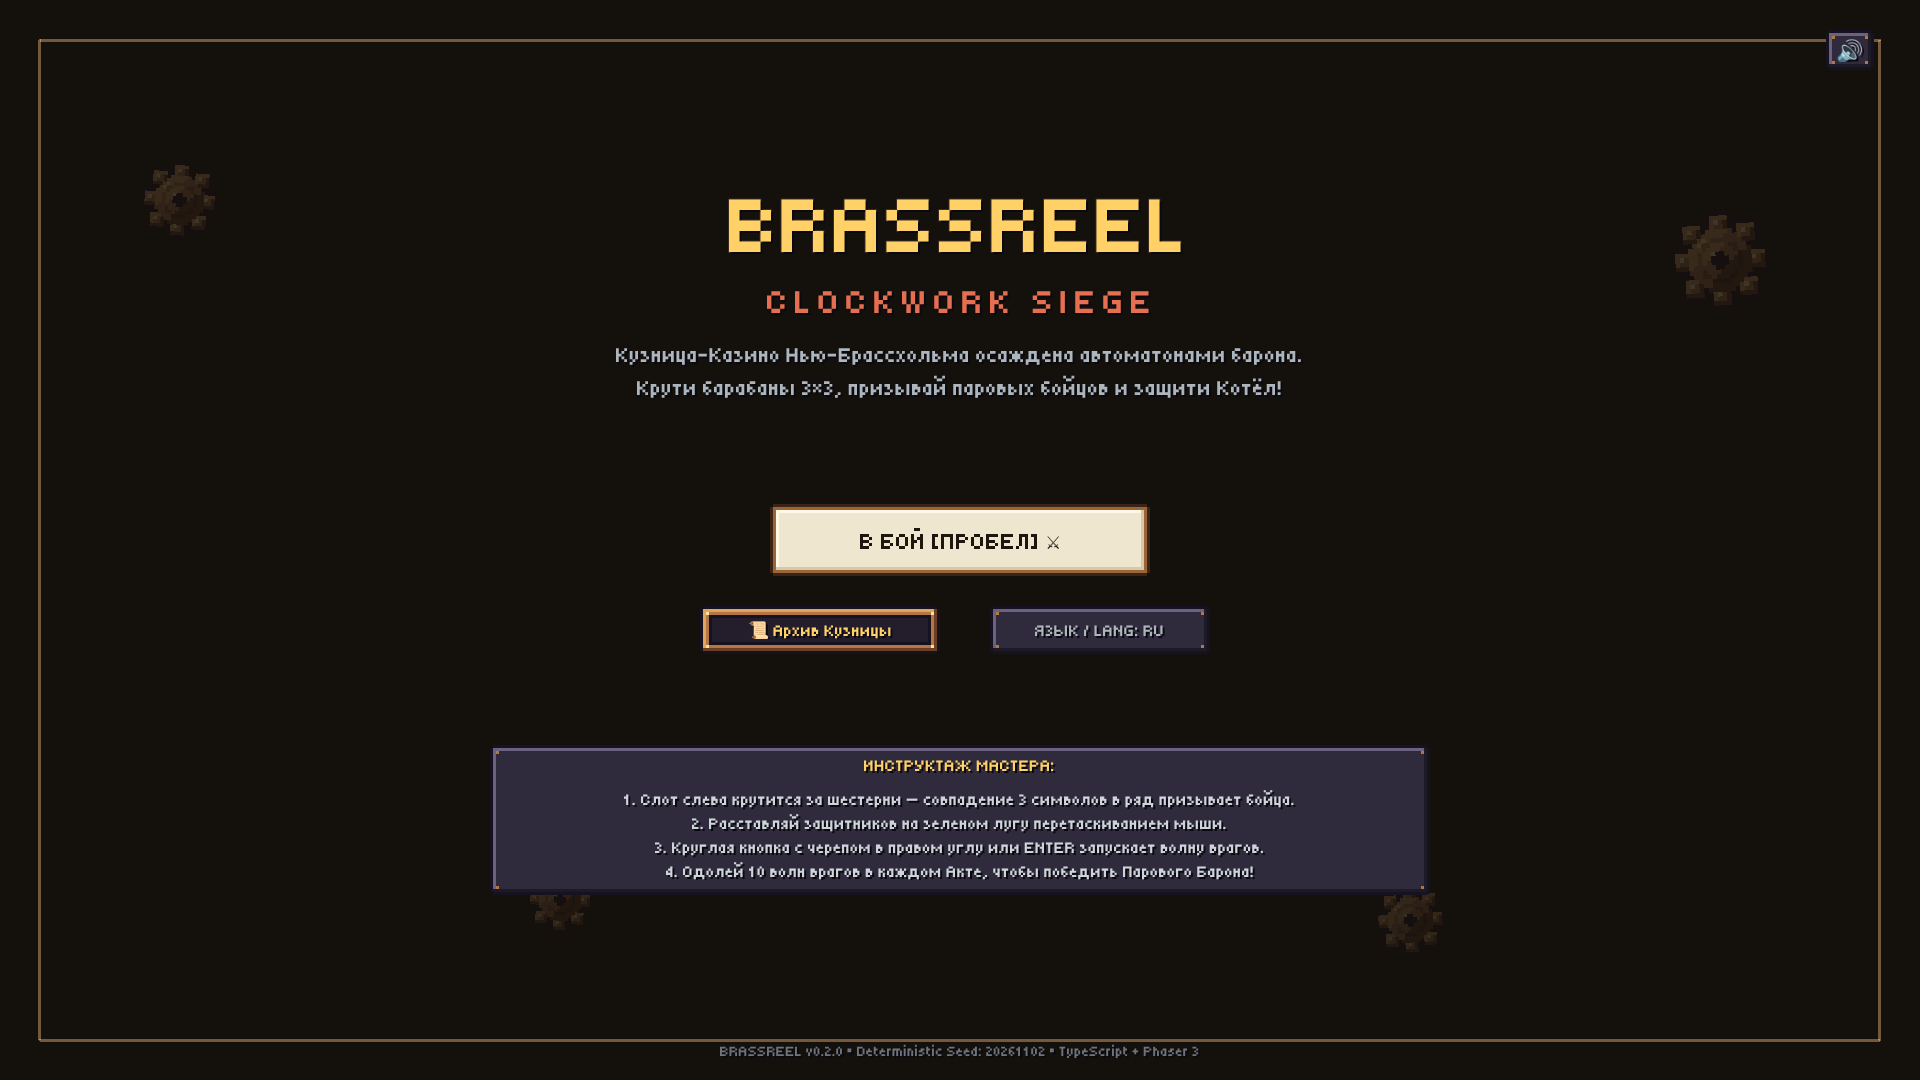 BRASSREEL
CLOCKWORK SIEGE
Кузница-Казино Нью-Брассхольма осаждена автоматонами барона.
Крути барабаны 3×3, призывай паровых бойцов и защити Котёл!
В БОЙ [ПРОБЕЛ] ⚔
📜 Архив Кузницы
ЯЗЫК / LANG: RU
ИНСТРУКТАЖ МАСТЕРА:
1. Слот слева крутится за шестерни — совпадение 3 символов в ряд призывает бойца.
2. Расставляй защитников на зеленом лугу перетаскиванием мыши.
3. Круглая кнопка с черепом в правом углу или ENTER запускает волну врагов.
4. Одолей 10 волн врагов в каждом Акте, чтобы победить Парового Барона!
BRASSREEL v0.2.0 • Deterministic Seed: 20261102 • TypeScript + Phaser 3